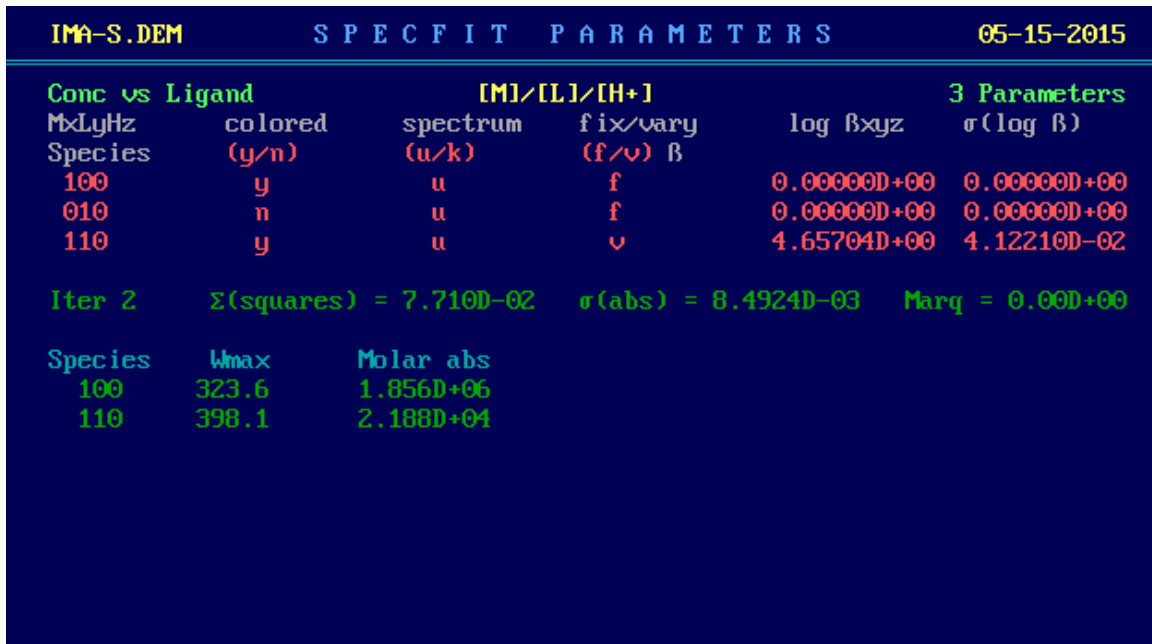 IMA-S.DEM S P E C F I T P A R A M E T E R S 05-15-2015
Conc vs Ligand [M]/[L]/[H+] 3 Parameters
MxLyHz colored spectrum fix/vary log ßxyz σ(log ß)
Species (y/n) (u/k) (f/v) ß
100 y u f 0.00000D+00 0.00000D+00
010 n u f 0.00000D+00 0.00000D+00
110 y u v 4.65704D+00 4.12210D-02
Iter 2 Σ(squares) = 7.710D-02 σ(abs) = 8.4924D-03 Marq = 0.00D+00
Species Wmax Molar abs
100 323.6 1.856D+06
110 398.1 2.188D+04